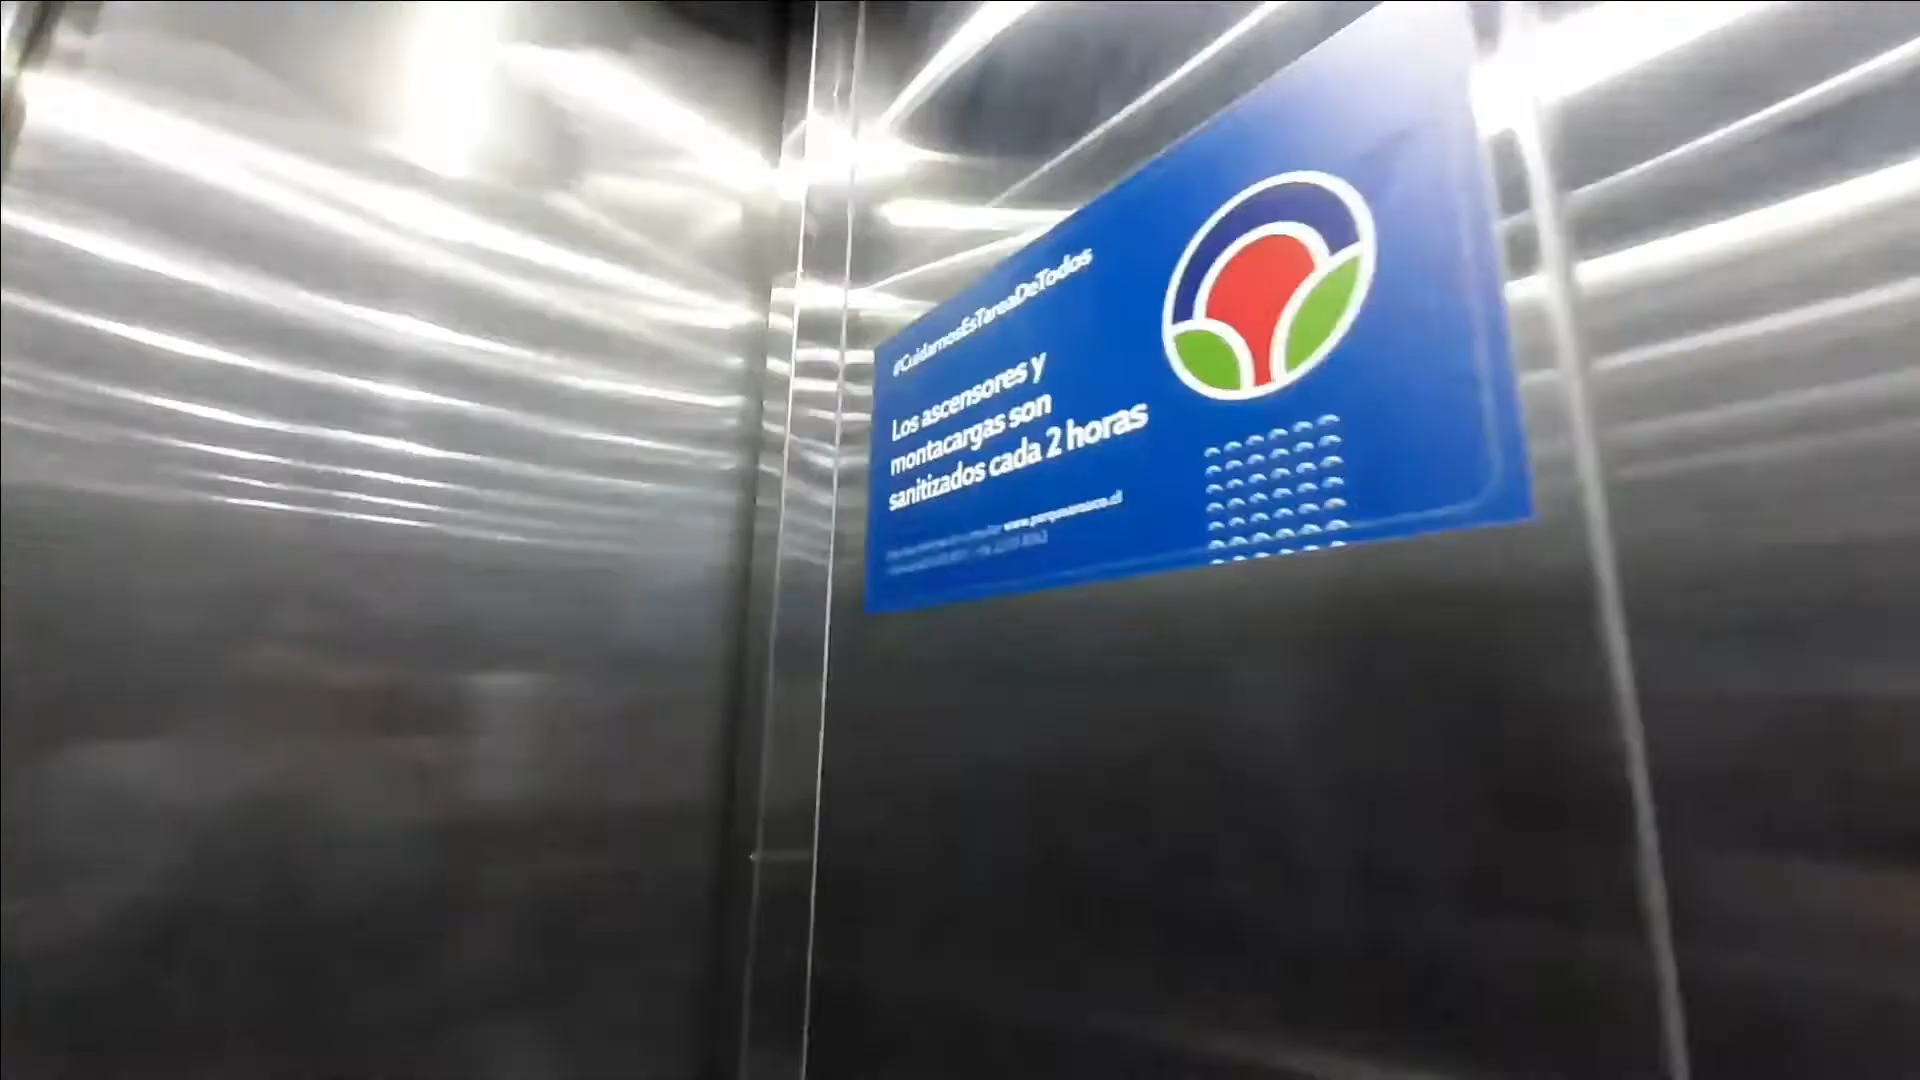 #CuidarnosEsTareaDeTodos
Los ascensores y
montacargas son
sanitizados cada 2 horas